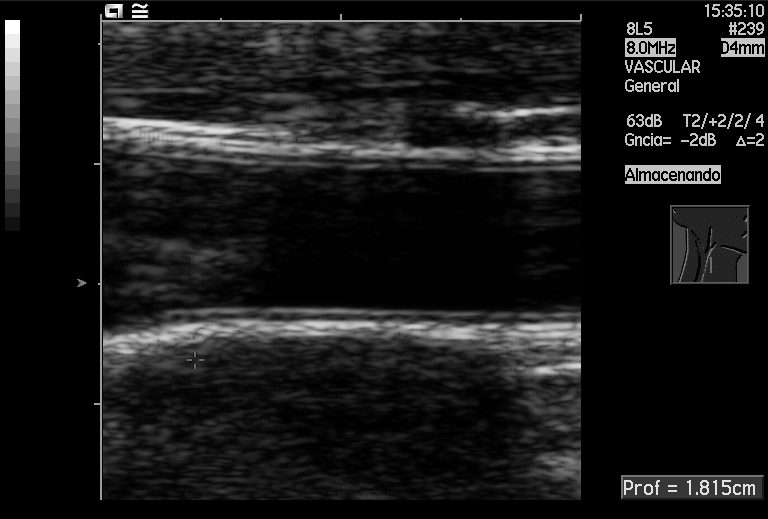 15:35:10
8L5 #239
8.0MHz 04mm
VASCULAR
General
63dB T2/+2/2/ 4
Gncia= -2dB Δ=2
Almacenando
Prof = 1.815cm